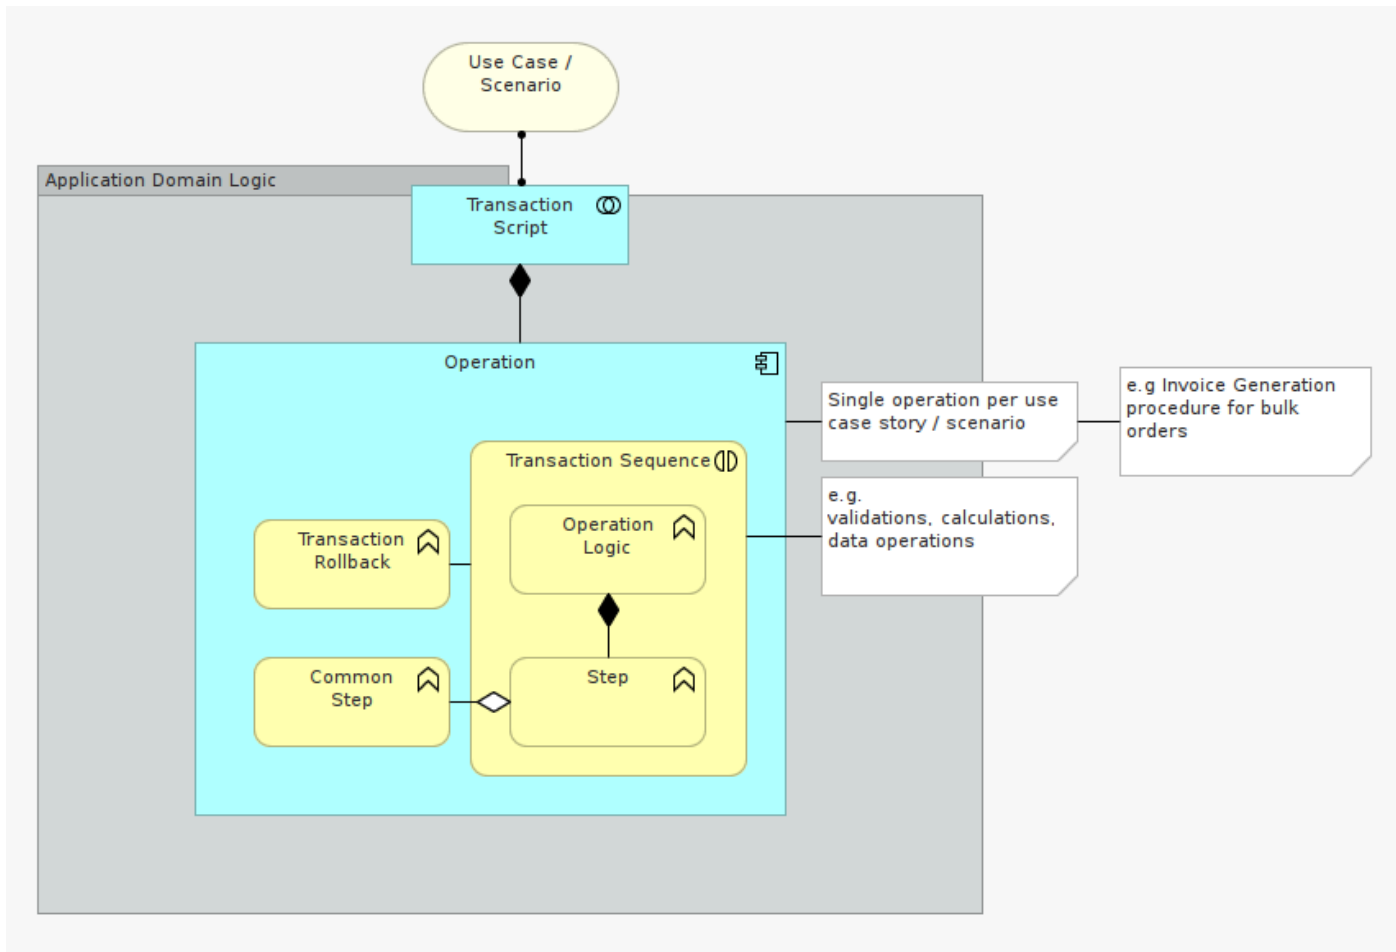 Use Case /
Scenario
Application Domain Logic
Transaction
Script
Operation
Single operation per use
case story / scenario
e.g Invoice Generation
procedure for bulk
orders
Transaction Sequence
e.g.
validations, calculations,
data operations
Operation
Logic
Transaction
Rollback
Common
Step
Step